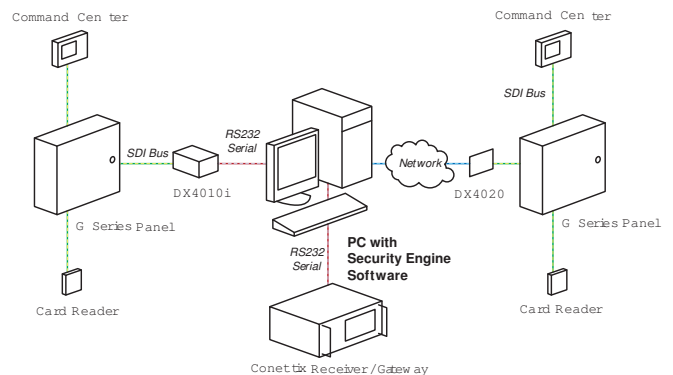 Command Center
Command Center
SDI Bus
RS232
Serial
SDI Bus
Network
DX4010i
DX4020
G Series Panel
G Series Panel
RS232
Serial
PC with
Security Engine
Software
Card Reader
Card Reader
Conettix Receiver/Gateway